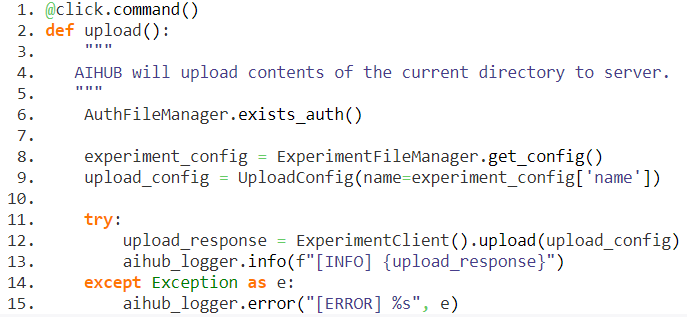 1. @click.command()
2. def upload():
3.     """
4.    AIHUB will upload contents of the current directory to server.
5.    """
6.     AuthFileManager.exists_auth()
7.
8.     experiment_config = ExperimentFileManager.get_config()
9.     upload_config = UploadConfig(name=experiment_config['name'])
10.
11.     try:
12.         upload_response = ExperimentClient().upload(upload_config)
13.         aihub_logger.info(f"[INFO] {upload_response}")
14.     except Exception as e:
15.         aihub_logger.error("[ERROR] %s", e)